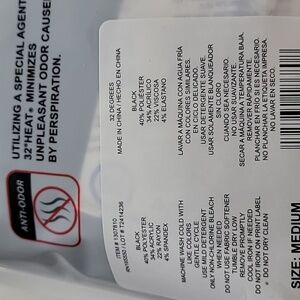 UTILIZING A SPECIAL AGENT
32°HEAT® MINIMIZES
UNPLEASANT ODOR CAUSED
BY PERSPIRATION.
ANTI-ODOR
32 DEGREES
MADE IN CHINA / HECHO EN CHINA
BLACK
40% POLIÉSTER
34% ACRÍLICO
22% VISCOSA
4% ELASTANO
LAVAR A MÁQUINA CON AGUA FRÍA
CON COLORES SIMILARES.
EN CICLO DELICADO.
USAR DETERGENTE SUAVE.
USAR SOLAMENTE BLANQUEADOR
SIN CLORO
CUANDO SEA NECESARIO.
NO USAR SUAVIZANTE.
SECAR A MÁQUINA A TEMPERATURA BAJA.
REMOVER RÁPIDAMENTE.
PLANCHAR TIBIO SI ES NECESARIO.
NO PLANCHAR LA ETIQUETA IMPRESA
NO LAVAR EN SECO
BLACK
40% POLYESTER
34% ACRYLIC
22% RAYON
4% SPANDEX
MACHINE WASH COLD WITH
LIKE COLORS
GENTLE CYCLE
USE MILD DETERGENT
ONLY NON-CHLORINE BLEACH
WHEN NEEDED
DO NOT USE FABRIC SOFTENER
TUMBLE DRY LOW
REMOVE PROMPTLY
COOL IRON IF NEEDED
DO NOT IRON ON PRINT LABEL
DO NOT DRY CLEAN
SIZE: MEDIUM